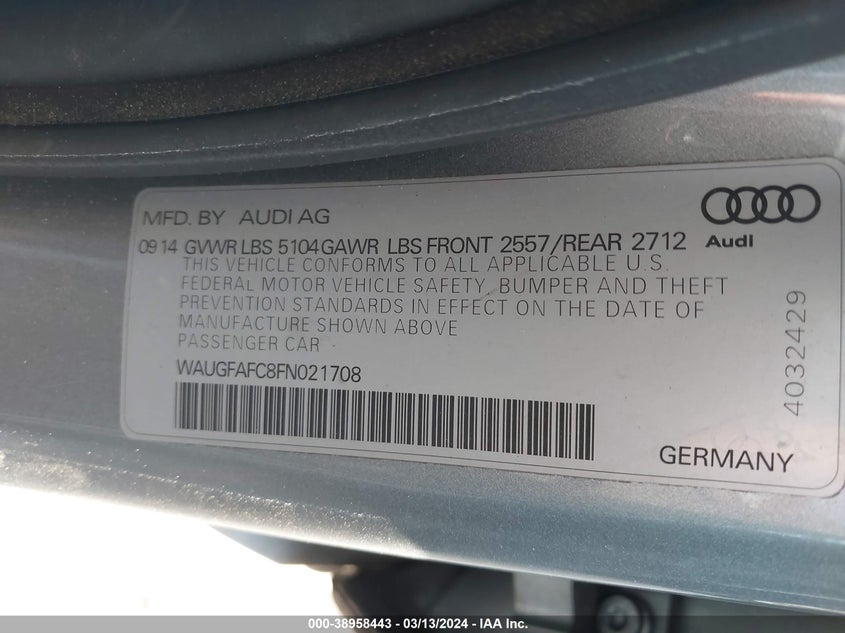 MFD. BY AUDI AG
09 14 GVWR LBS 5104 GAWR LBS FRONT 2557/REAR 2712
Audi
THIS VEHICLE CONFORMS TO ALL APPLICABLE U.S.
FEDERAL MOTOR VEHICLE SAFETY, BUMPER AND THEFT
PREVENTION STANDARDS IN EFFECT ON THE DATE OF
MANUFACTURE SHOWN ABOVE
PASSENGER CAR
WAUGFAFC8FN021708
4032429
GERMANY
000-38958443 - 03/13/2024 - IAA Inc.